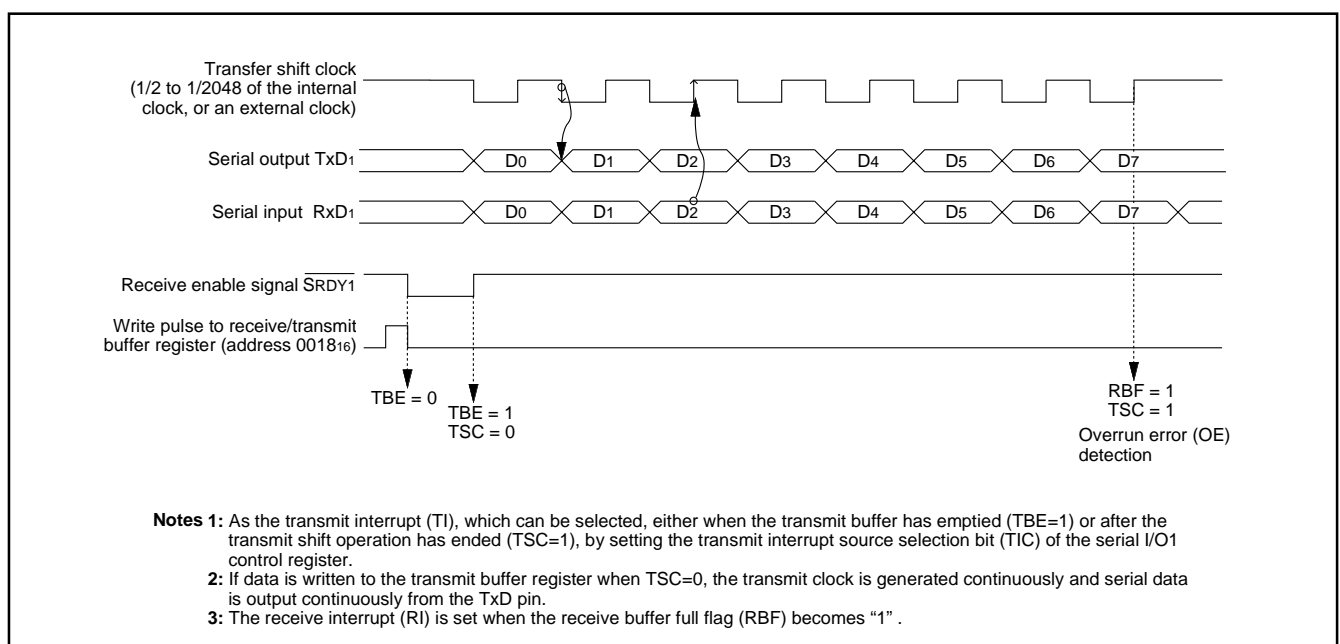 Transfer shift clock
(1/2 to 1/2048 of the internal
clock, or an external clock)
Serial output TxD1
D0 D1 D2 D3 D4 D5 D6 D7
Serial input RxD1
D0 D1 D2 D3 D4 D5 D6 D7
Receive enable signal SRDY1
Write pulse to receive/transmit
buffer register (address 001816)
TBE = 0
TBE = 1
TSC = 0
RBF = 1
TSC = 1
Overrun error (OE)
detection
Notes 1: As the transmit interrupt (TI), which can be selected, either when the transmit buffer has emptied (TBE=1) or after the
transmit shift operation has ended (TSC=1), by setting the transmit interrupt source selection bit (TIC) of the serial I/O1
control register.
2: If data is written to the transmit buffer register when TSC=0, the transmit clock is generated continuously and serial data
is output continuously from the TxD pin.
3: The receive interrupt (RI) is set when the receive buffer full flag (RBF) becomes “1” .